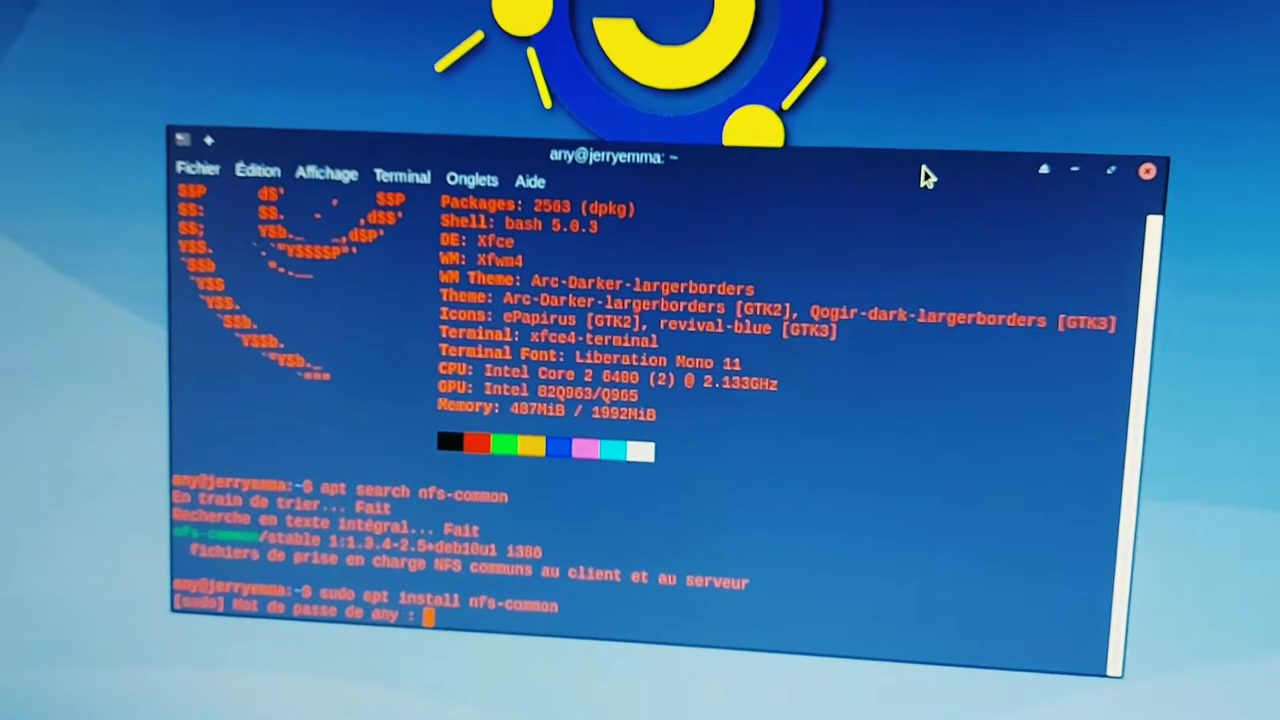 any@jerryemma: ~
Fichier Édition Affichage Terminal Onglets Aide
Packages: 2563 (dpkg)
Shell: bash 5.0.3
DE: Xfce
WM: Xfwm4
WM Theme: Arc-Darker-largerborders
Theme: Arc-Darker-largerborders [GTK2], Qogir-dark-largerborders [GTK3]
Icons: ePapirus [GTK2], revival-blue [GTK3]
Terminal: xfce4-terminal
Terminal Font: Liberation Mono 11
CPU: Intel Core 2 6400 (2) @ 2.133GHz
GPU: Intel 82Q963/Q965
Memory: 487MiB / 1992MiB
any@jerryemma:~$ apt search nfs-common
En train de trier... Fait
Recherche en texte intégral... Fait
nfs-common/stable 1:1.3.4-2.5+deb10u1 i386
fichiers de prise en charge NFS communs au client et au serveur
any@jerryemma:~$ sudo apt install nfs-common
[sudo] Mot de passe de any :